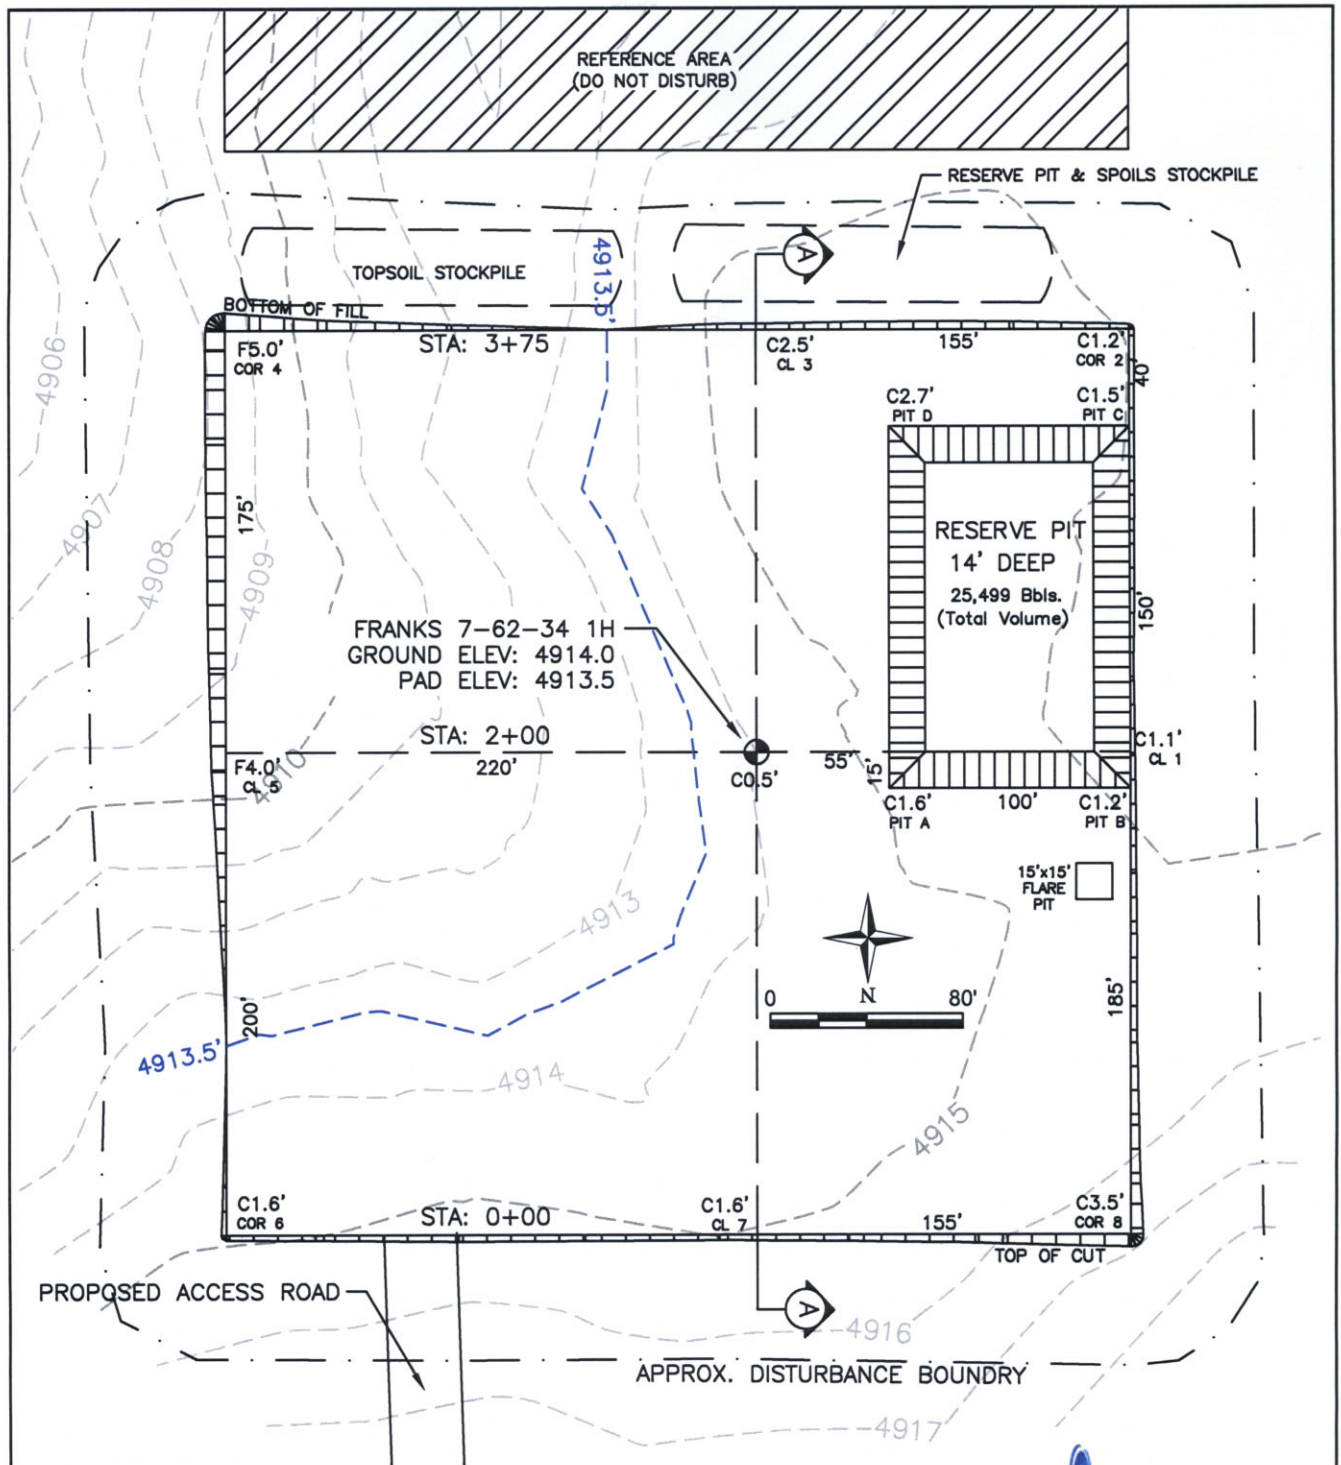 REFERENCE AREA
(DO NOT DISTURB)
RESERVE PIT & SPOILS STOCKPILE
TOPSOIL STOCKPILE
4913.5'
A
BOTTOM OF FILL
STA: 3+75
F5.0'
COR 4
C2.5'
CL 3
155'
C1.2'
COR 2
40'
4906
C2.7'
PIT D
C1.5'
PIT C
175'
4907
4908
4909
RESERVE PIT
14' DEEP
25,499 Bbls.
(Total Volume)
150'
FRANKS 7-62-34 1H
GROUND ELEV: 4914.0
PAD ELEV: 4913.5
STA: 2+00
220'
F4.0'
CL 5
4910
C0.5'
55'
15'
C1.1'
CL 1
C1.6'
PIT A
100'
C1.2'
PIT B
15'x15'
FLARE
PIT
4913
N
0
80'
185'
200'
4913.5'
4914
4915
C1.6'
COR 6
STA: 0+00
C1.6'
CL 7
155'
C3.5'
COR 8
TOP OF CUT
PROPOSED ACCESS ROAD
A
4916
APPROX. DISTURBANCE BOUNDRY
4917